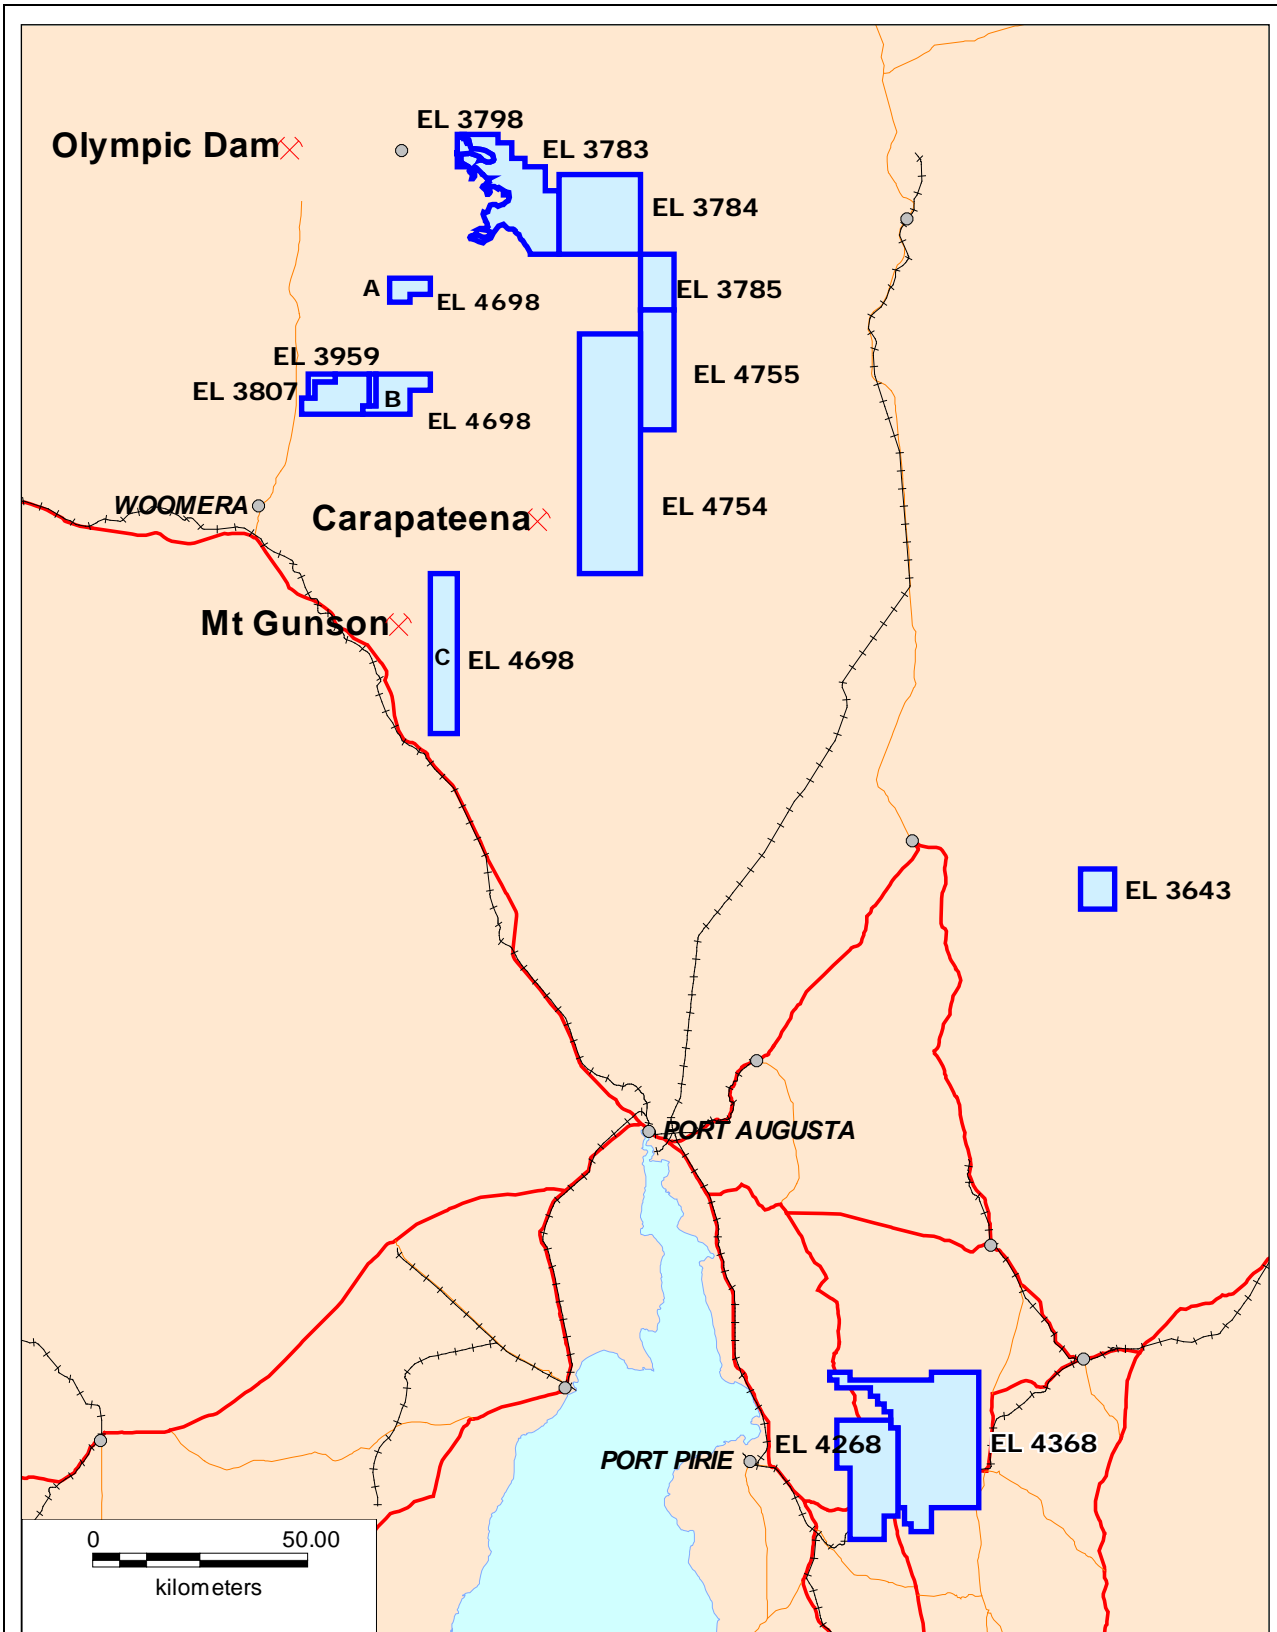 EL 3798
Olympic Dam
EL 3783
EL 3784
A
EL 4698
EL 3785
EL 3959
EL 3807
B
EL 4698
EL 4755
WOOMERA
Carapateena
EL 4754
Mt Gunson
C
EL 4698
EL 3643
PORT AUGUSTA
EL 4268
EL 4368
PORT PIRIE
0 50.00
kilometers